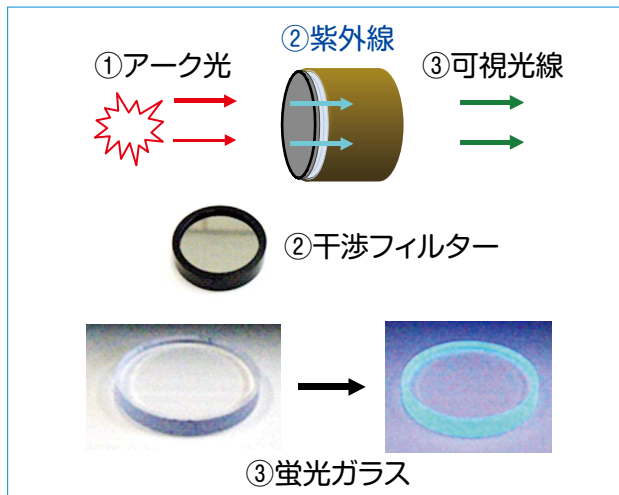 ②紫外線
①アーク光
③可視光線
②干渉フィルター
③蛍光ガラス